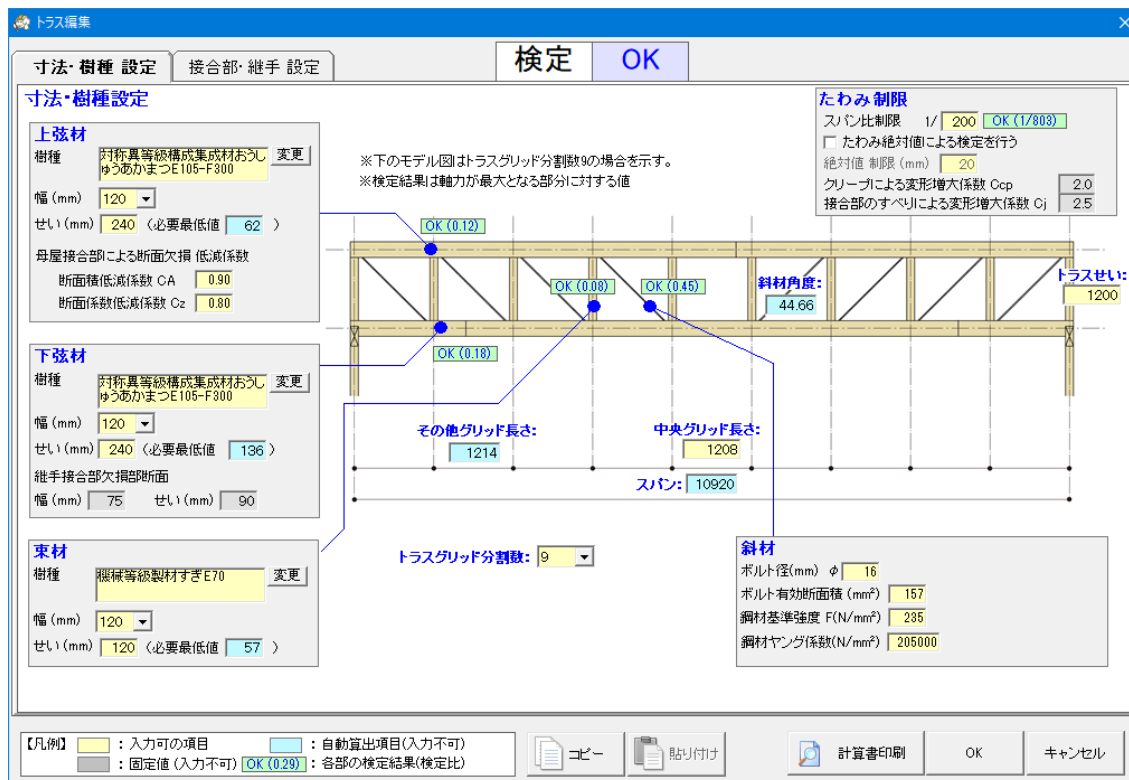 トラス編集
寸法・樹種 設定
接合部・継手 設定
検定 OK
寸法・樹種設定
上弦材
樹種 対称異等級構成集成材おうし
ゅうあかまつE105-F300
変更
幅(mm) 120
せい(mm) 240 (必要最低値 62 )
母屋接合部による断面欠損 低減係数
断面積低減係数 CA 0.90
断面係数低減係数 Cz 0.80
下弦材
樹種 対称異等級構成集成材おうし
ゅうあかまつE105-F300
変更
幅(mm) 120
せい(mm) 240 (必要最低値 136 )
継手接合部欠損部断面
幅(mm) 75 せい(mm) 90
束材
樹種 機械等級製材すぎE70
変更
幅(mm) 120
せい(mm) 120 (必要最低値 57 )
※下のモデル図はトラスグリッド分割数9の場合を示す。
※検定結果は軸力が最大となる部分に対する値
たわみ制限
スパン比制限 1/ 200 OK (1/803)
たわみ絶対値による検定を行う
絶対値 制限(mm) 20
クリープによる変形増大係数 Ccp 2.0
接合部のすべりによる変形増大係数 Cj 2.5
OK (0.12)
OK (0.08)
OK (0.45)
斜材角度:
44.66
トラスせい:
1200
OK (0.18)
その他グリッド長さ:
1214
中央グリッド長さ:
1208
スパン: 10920
トラスグリッド分割数: 9
斜材
ボルト径(mm) φ 16
ボルト有効断面積 (mm²) 157
鋼材基準強度 F(N/mm²) 235
鋼材ヤング係数(N/mm²) 205000
【凡例】 : 入力可の項目 : 自動算出項目(入力不可)
: 固定値(入力不可) OK (0.29) : 各部の検定結果(検定比)
コピー
貼り付け
計算書印刷
OK
キャンセル